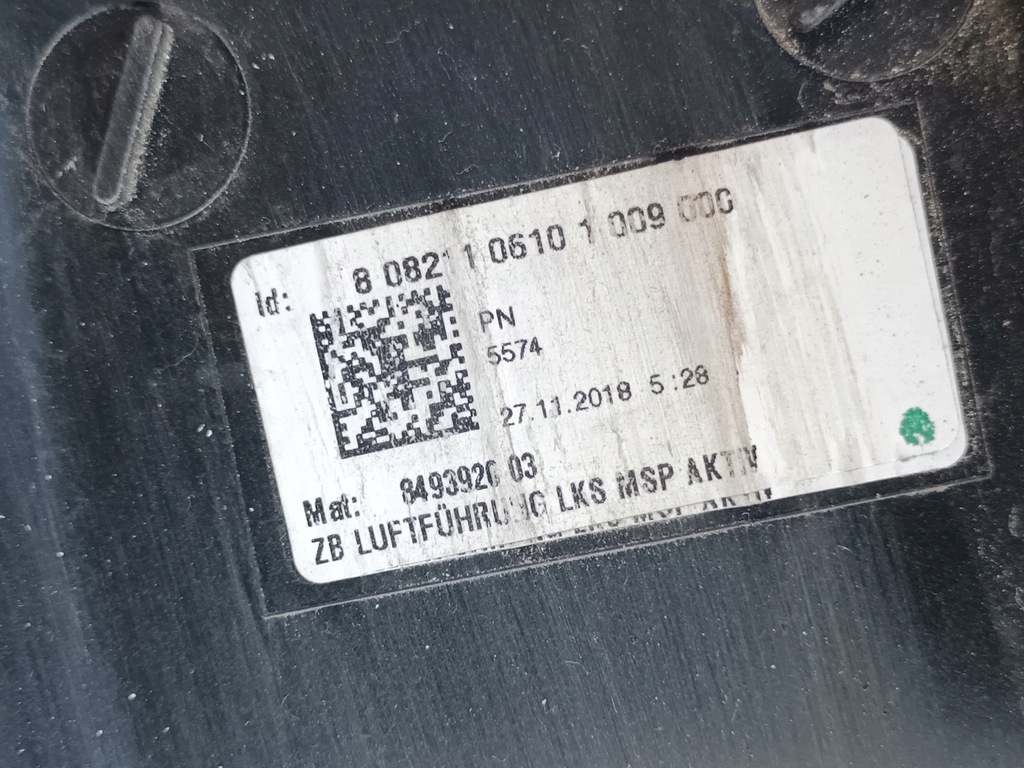 Id: 8 08211 0610 1 009 000
PN
5574
27.11.2018 5:28
Mat: 8493920 03
ZB LUFTFÜHRUNG LKS MSP AKTIV